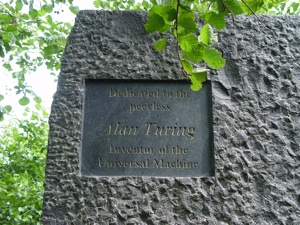 Dedicated to the
peerless
Alan Turing
Inventor of the
Universal Machine